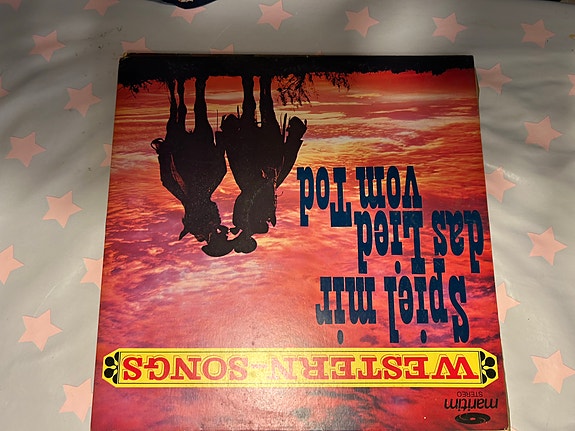 maritim
STEREO
WESTERN-SONGS
Spiel mir
das Lied
vom Tod